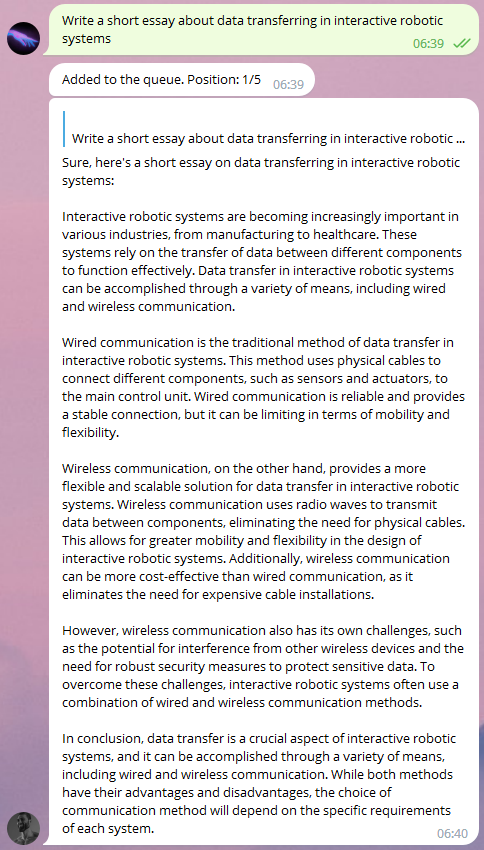 Write a short essay about data transferring in interactive robotic
systems
06:39
Added to the queue. Position: 1/5
06:39
Write a short essay about data transferring in interactive robotic ...
Sure, here's a short essay on data transferring in interactive robotic
systems:
Interactive robotic systems are becoming increasingly important in
various industries, from manufacturing to healthcare. These
systems rely on the transfer of data between different components
to function effectively. Data transfer in interactive robotic systems
can be accomplished through a variety of means, including wired
and wireless communication.
Wired communication is the traditional method of data transfer in
interactive robotic systems. This method uses physical cables to
connect different components, such as sensors and actuators, to
the main control unit. Wired communication is reliable and provides
a stable connection, but it can be limiting in terms of mobility and
flexibility.
Wireless communication, on the other hand, provides a more
flexible and scalable solution for data transfer in interactive robotic
systems. Wireless communication uses radio waves to transmit
data between components, eliminating the need for physical cables.
This allows for greater mobility and flexibility in the design of
interactive robotic systems. Additionally, wireless communication
can be more cost-effective than wired communication, as it
eliminates the need for expensive cable installations.
However, wireless communication also has its own challenges, such
as the potential for interference from other wireless devices and the
need for robust security measures to protect sensitive data. To
overcome these challenges, interactive robotic systems often use a
combination of wired and wireless communication methods.
In conclusion, data transfer is a crucial aspect of interactive robotic
systems, and it can be accomplished through a variety of means,
including wired and wireless communication. While both methods
have their advantages and disadvantages, the choice of
communication method will depend on the specific requirements
of each system.
06:40